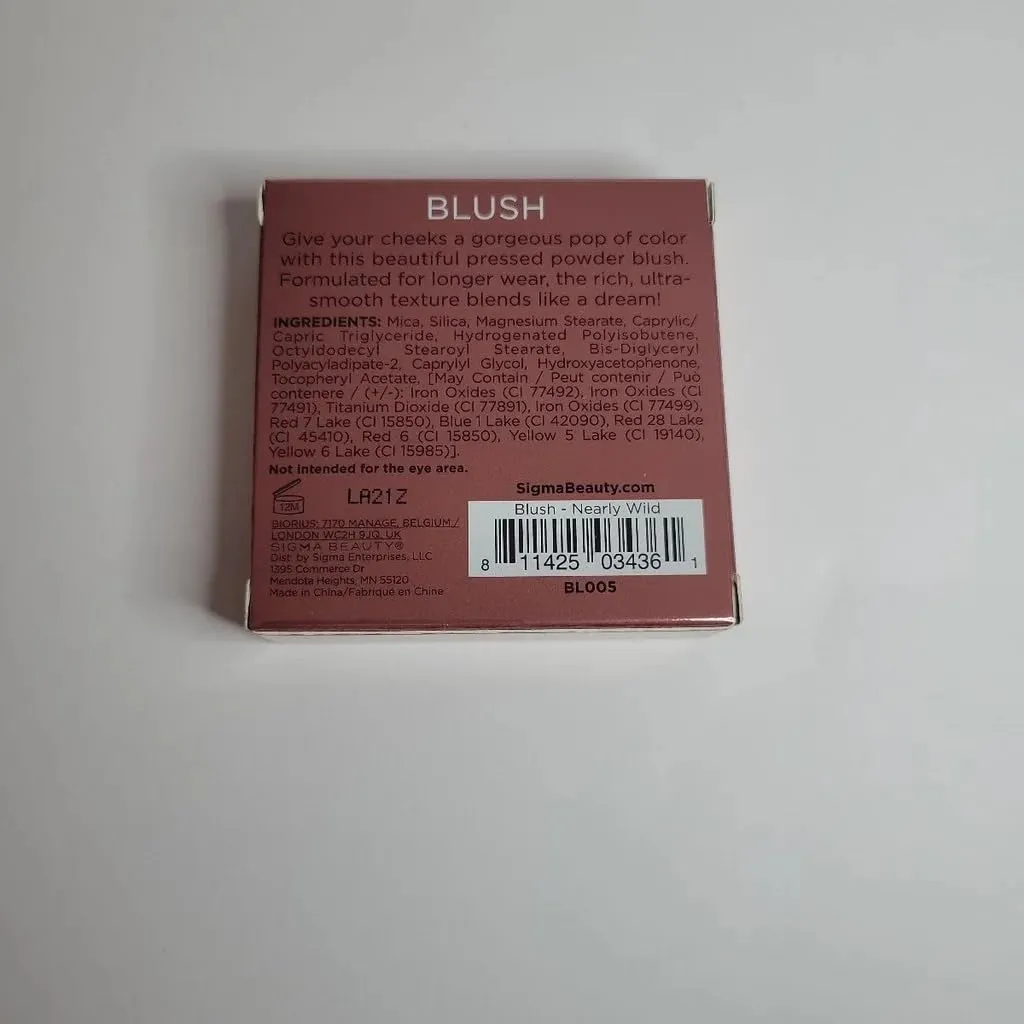 BLUSH
Give your cheeks a gorgeous pop of color
with this beautiful pressed powder blush.
Formulated for longer wear, the rich, ultra-
smooth texture blends like a dream!
INGREDIENTS: Mica, Silica, Magnesium Stearate, Caprylic/
Capric Triglyceride, Hydrogenated Polyisobutene,
Octyldodecyl Stearoyl Stearate, Bis-Diglyceryl
Polyacyladipate-2, Caprylyl Glycol, Hydroxyacetophenone,
Tocopheryl Acetate, [May Contain / Peut contenir / Può
contenere / (+/-): Iron Oxides (CI 77492), Iron Oxides (CI
77491), Titanium Dioxide (CI 77891), Iron Oxides (CI 77499),
Red 7 Lake (CI 15850), Blue 1 Lake (CI 42090), Red 28 Lake
(CI 45410), Red 6 (CI 15850), Yellow 5 Lake (CI 19140),
Yellow 6 Lake (CI 15985)].
Not intended for the eye area.
12M
LA21Z
BIORIUS: 7170 MANAGE, BELGIUM /
LONDON WC2H 9JQ, UK
SIGMA BEAUTY®
Dist. by Sigma Enterprises, LLC
1395 Commerce Dr
Mendota Heights, MN 55120
Made in China/Fabriqué en Chine
SigmaBeauty.com
Blush - Nearly Wild
8 11425 03436 1
BL005